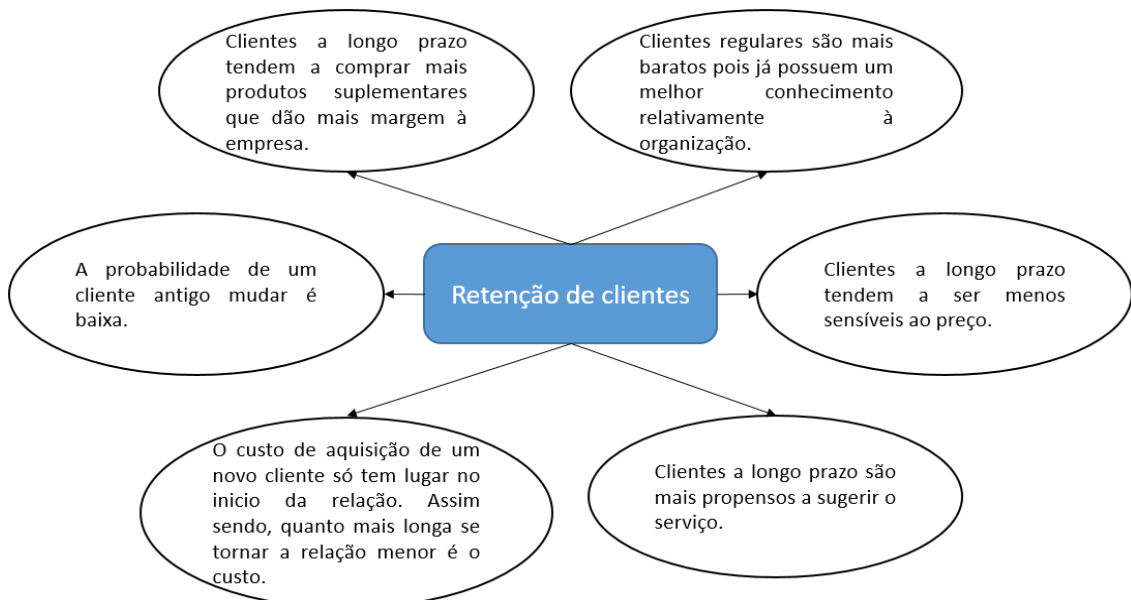 Clientes a longo prazo
tendem a comprar mais
produtos suplementares
que dão mais margem à
empresa.
Clientes regulares são mais
baratos pois já possuem um
melhor conhecimento
relativamente à
organização.
A probabilidade de um
cliente antigo mudar é
baixa.
Retenção de clientes
Clientes a longo prazo
tendem a ser menos
sensíveis ao preço.
O custo de aquisição de um
novo cliente só tem lugar no
inicio da relação. Assim
sendo, quanto mais longa se
tornar a relação menor é o
custo.
Clientes a longo prazo são
mais propensos a sugerir o
serviço.